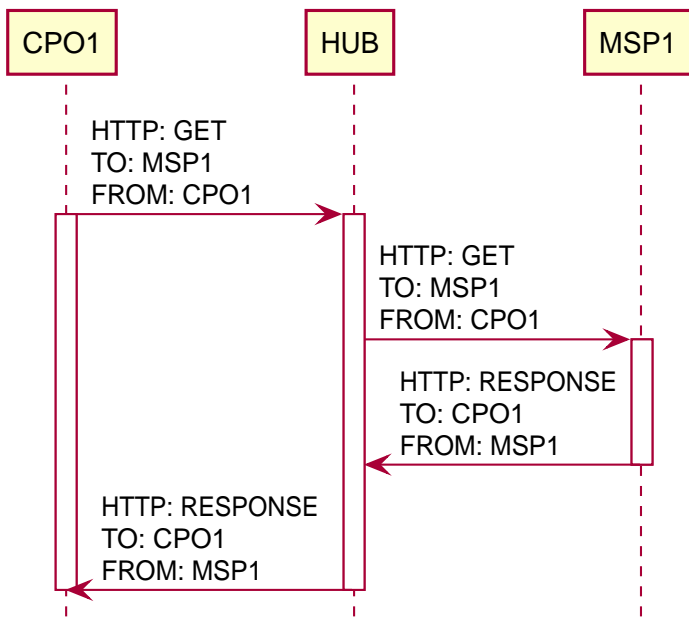 CPO1
HUB
MSP1
HTTP: GET
TO: MSP1
FROM: CPO1
HTTP: GET
TO: MSP1
FROM: CPO1
HTTP: RESPONSE
TO: CPO1
FROM: MSP1
HTTP: RESPONSE
TO: CPO1
FROM: MSP1